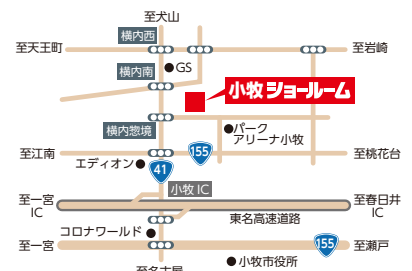 至犬山
横内西
至天王町
至岩崎
GS
横内南
小牧 ショールーム
横内惣境
パーク
アリーナ小牧
至江南
155
至桃花台
エディオン
41
小牧 IC
至一宮
IC
至春日井
IC
東名高速道路
コロナワールド
至一宮
155
至瀬戸
小牧市役所
至名古屋